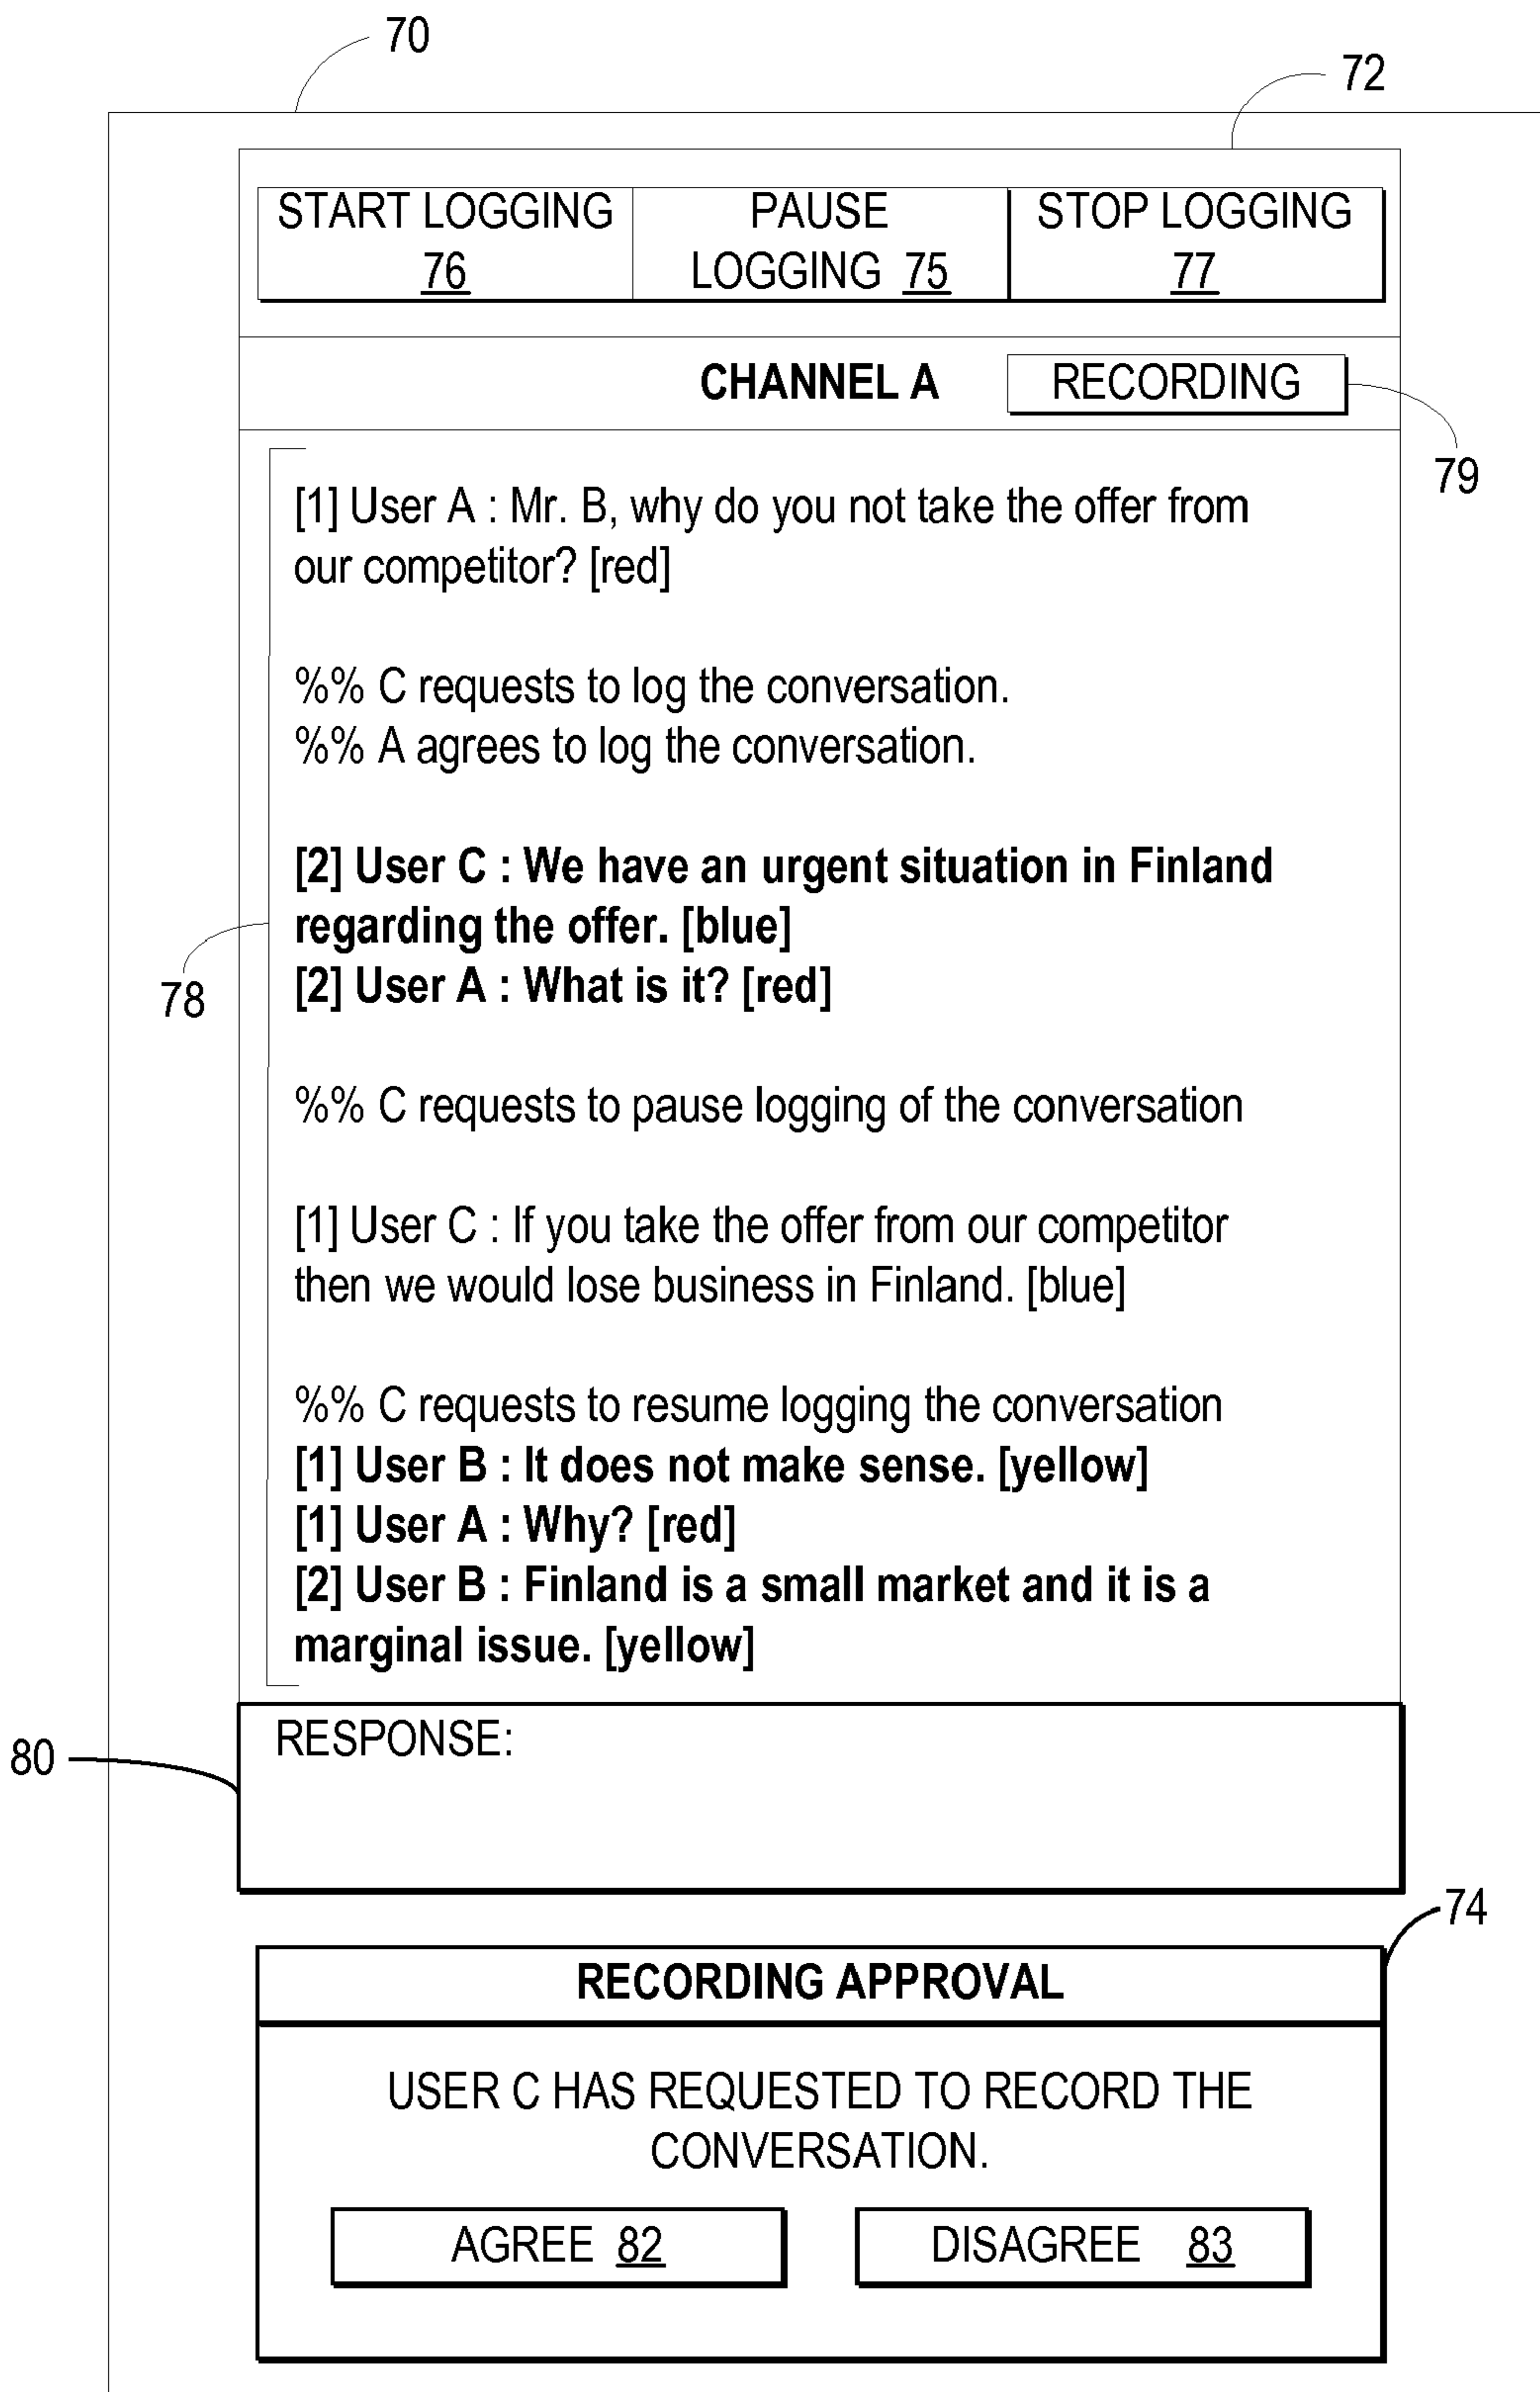 70
72
START LOGGING
76
PAUSE
LOGGING 75
STOP LOGGING
77
CHANNEL A
RECORDING
79
[1] User A : Mr. B, why do you not take the offer from
our competitor? [red]
%% C requests to log the conversation.
%% A agrees to log the conversation.
[2] User C : We have an urgent situation in Finland
regarding the offer. [blue]
[2] User A : What is it? [red]
78
%% C requests to pause logging of the conversation
[1] User C : If you take the offer from our competitor
then we would lose business in Finland. [blue]
%% C requests to resume logging the conversation
[1] User B : It does not make sense. [yellow]
[1] User A : Why? [red]
[2] User B : Finland is a small market and it is a
marginal issue. [yellow]
RESPONSE:
80
74
RECORDING APPROVAL
USER C HAS REQUESTED TO RECORD THE
CONVERSATION.
AGREE 82
DISAGREE 83